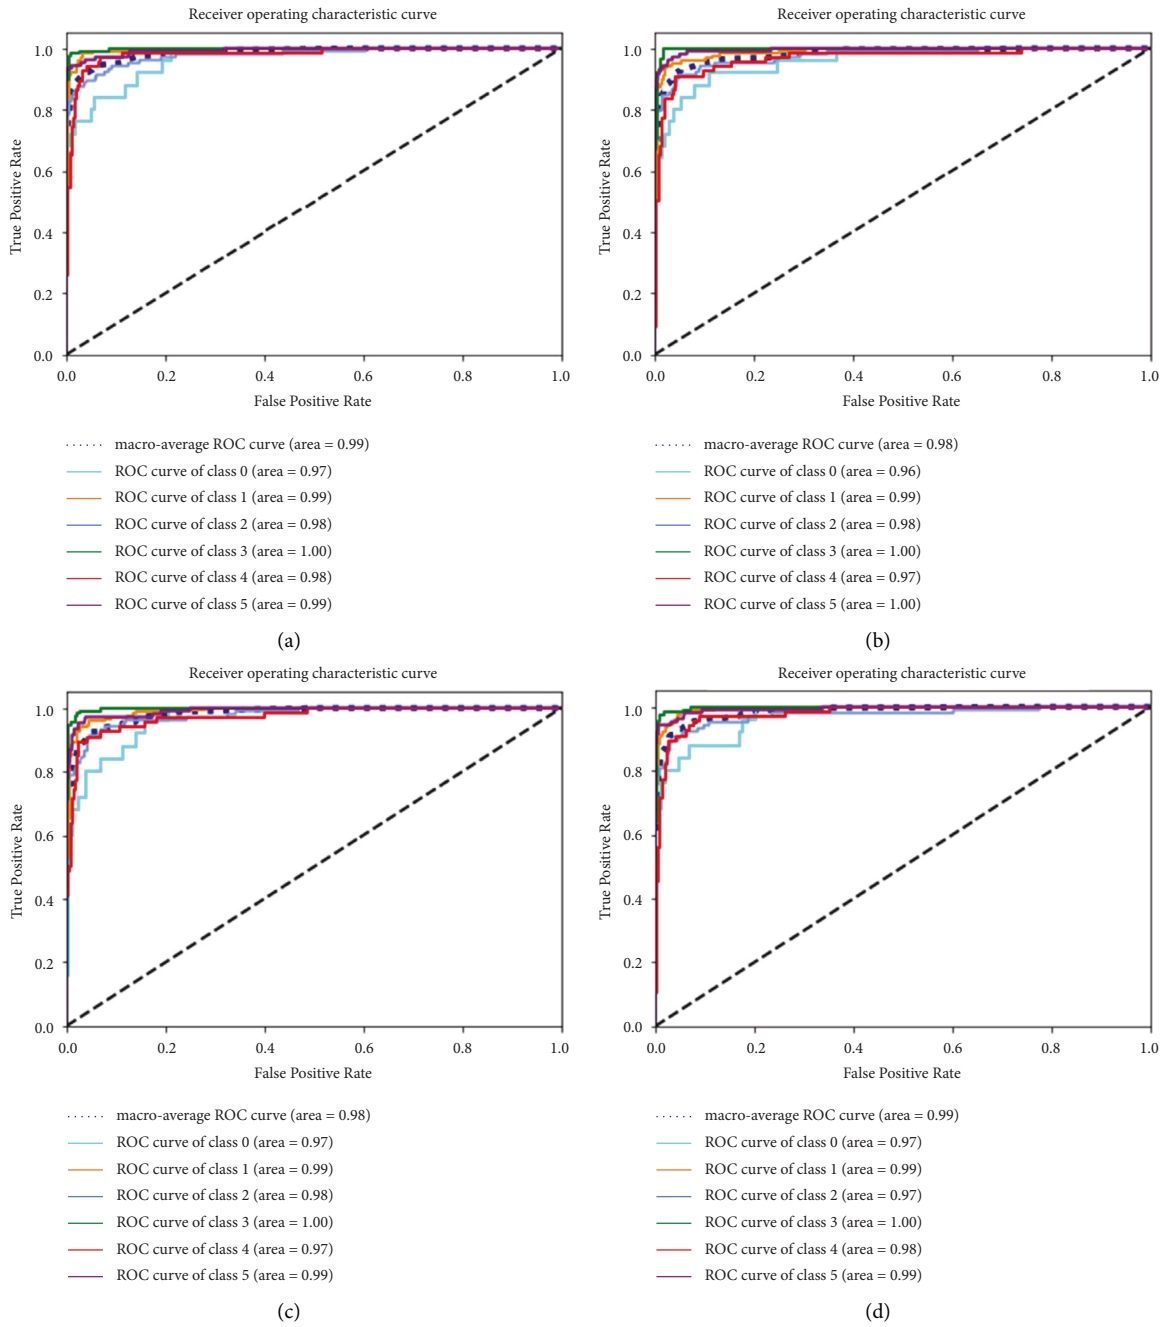 Receiver operating characteristic curve
1.0
0.8
0.6
0.4
0.2
0.0
True Positive Rate
0.0 0.2 0.4 0.6 0.8 1.0
False Positive Rate
macro-average ROC curve (area = 0.99)
ROC curve of class 0 (area = 0.97)
ROC curve of class 1 (area = 0.99)
ROC curve of class 2 (area = 0.98)
ROC curve of class 3 (area = 1.00)
ROC curve of class 4 (area = 0.98)
ROC curve of class 5 (area = 0.99)
(a)
Receiver operating characteristic curve
1.0
0.8
0.6
0.4
0.2
0.0
True Positive Rate
0.0 0.2 0.4 0.6 0.8 1.0
False Positive Rate
macro-average ROC curve (area = 0.98)
ROC curve of class 0 (area = 0.96)
ROC curve of class 1 (area = 0.99)
ROC curve of class 2 (area = 0.98)
ROC curve of class 3 (area = 1.00)
ROC curve of class 4 (area = 0.97)
ROC curve of class 5 (area = 1.00)
(b)
Receiver operating characteristic curve
1.0
0.8
0.6
0.4
0.2
0.0
True Positive Rate
0.0 0.2 0.4 0.6 0.8 1.0
False Positive Rate
macro-average ROC curve (area = 0.98)
ROC curve of class 0 (area = 0.97)
ROC curve of class 1 (area = 0.99)
ROC curve of class 2 (area = 0.98)
ROC curve of class 3 (area = 1.00)
ROC curve of class 4 (area = 0.97)
ROC curve of class 5 (area = 0.99)
(c)
Receiver operating characteristic curve
1.0
0.8
0.6
0.4
0.2
0.0
True Positive Rate
0.0 0.2 0.4 0.6 0.8 1.0
False Positive Rate
macro-average ROC curve (area = 0.99)
ROC curve of class 0 (area = 0.97)
ROC curve of class 1 (area = 0.99)
ROC curve of class 2 (area = 0.97)
ROC curve of class 3 (area = 1.00)
ROC curve of class 4 (area = 0.98)
ROC curve of class 5 (area = 0.99)
(d)